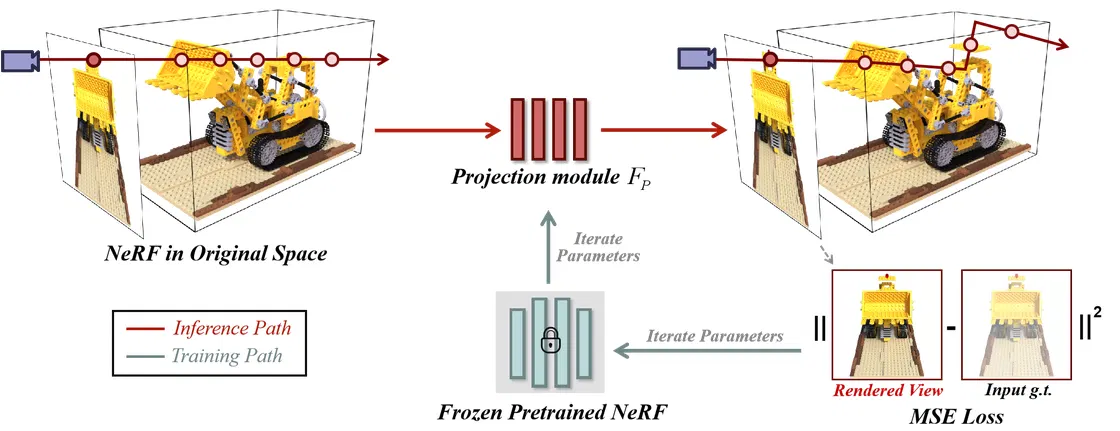 Projection module F_P
NeRF in Original Space
Iterate
Parameters
Inference Path
Training Path
Iterate Parameters
|| - ||²
Rendered View
Input g.t.
Frozen Pretrained NeRF
MSE Loss